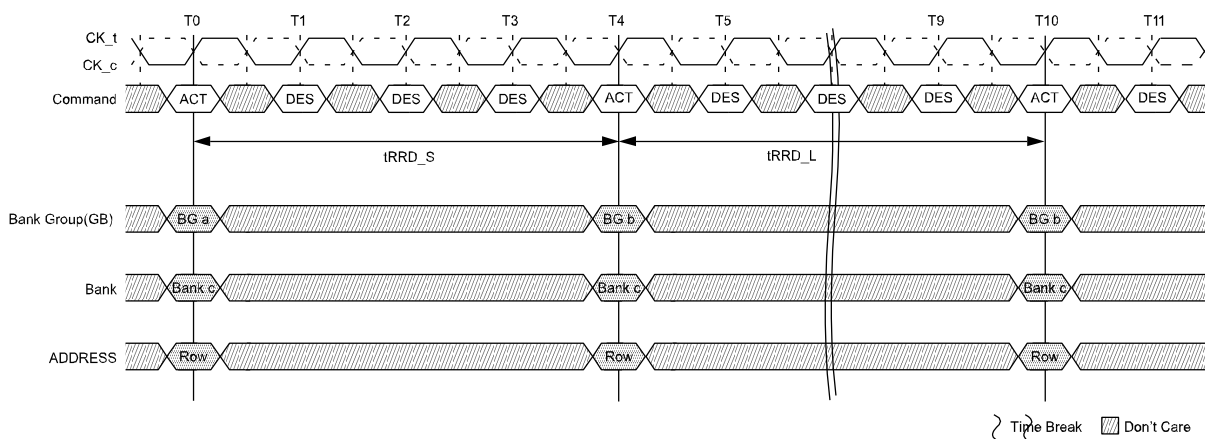 T0 T1 T2 T3 T4 T5 T9 T10 T11
CK_t
CK_c
Command ACT DES DES DES ACT DES DES DES ACT DES
tRRD_S tRRD_L
Bank Group(GB) BG a BG b BG b
Bank Bank c Bank c Bank c
ADDRESS Row Row Row
Time Break Don't Care